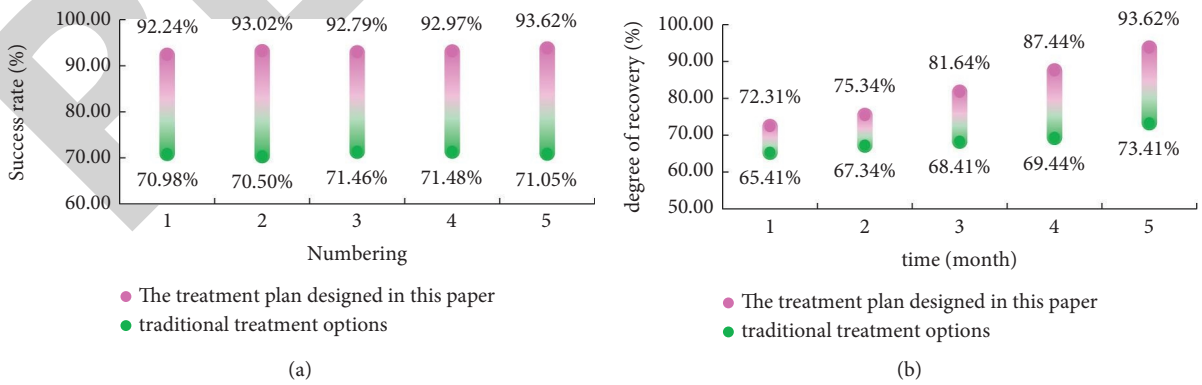 100.00
92.24%
93.02%
92.79%
92.97%
93.62%
90.00
80.00
70.00
70.98%
70.50%
71.46%
71.48%
71.05%
60.00
Success rate (%)
1 2 3 4 5
Numbering
The treatment plan designed in this paper
traditional treatment options
(a)
100.00
93.62%
90.00
87.44%
81.64%
80.00
75.34%
72.31%
70.00
65.41%
67.34%
68.41%
69.44%
73.41%
60.00
50.00
degree of recovery (%)
1 2 3 4 5
time (month)
The treatment plan designed in this paper
traditional treatment options
(b)